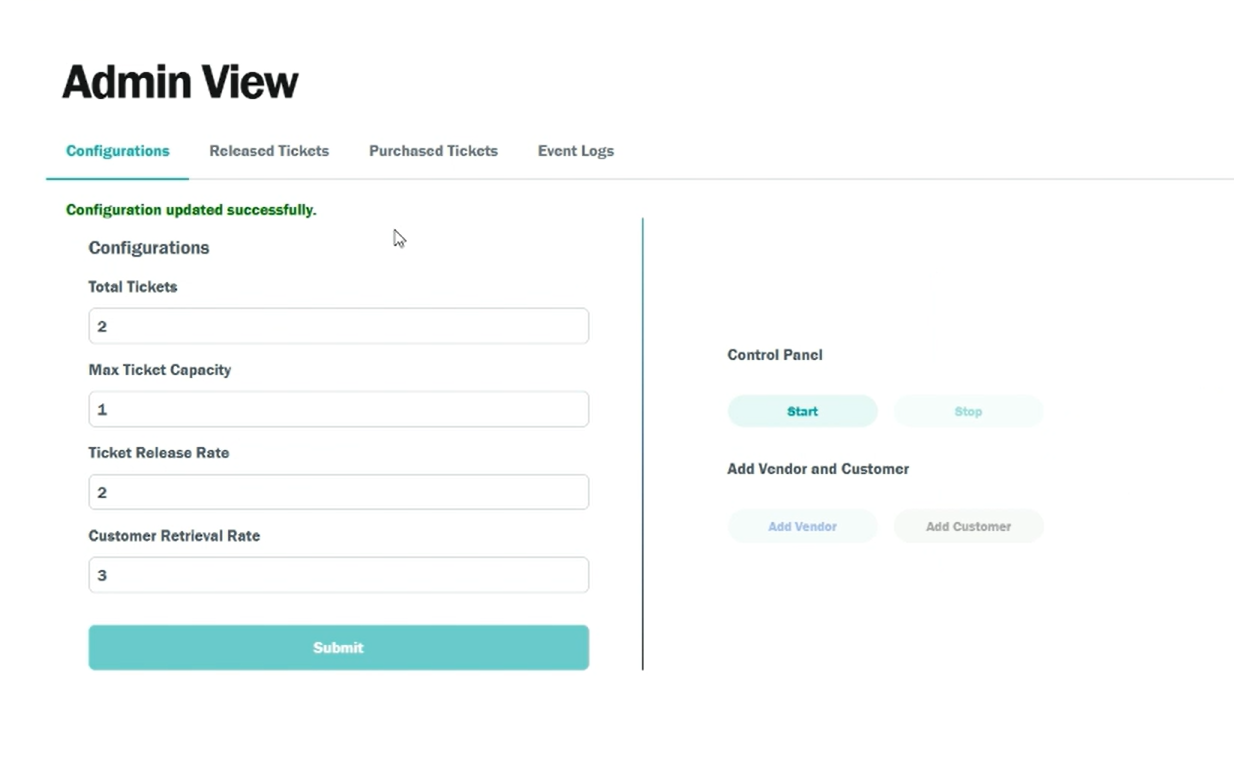 Admin View
Configurations Released Tickets Purchased Tickets Event Logs
Configuration updated successfully.
Configurations
Total Tickets
2
Max Ticket Capacity
1
Ticket Release Rate
2
Customer Retrieval Rate
3
Submit
Control Panel
Start Stop
Add Vendor and Customer
Add Vendor Add Customer